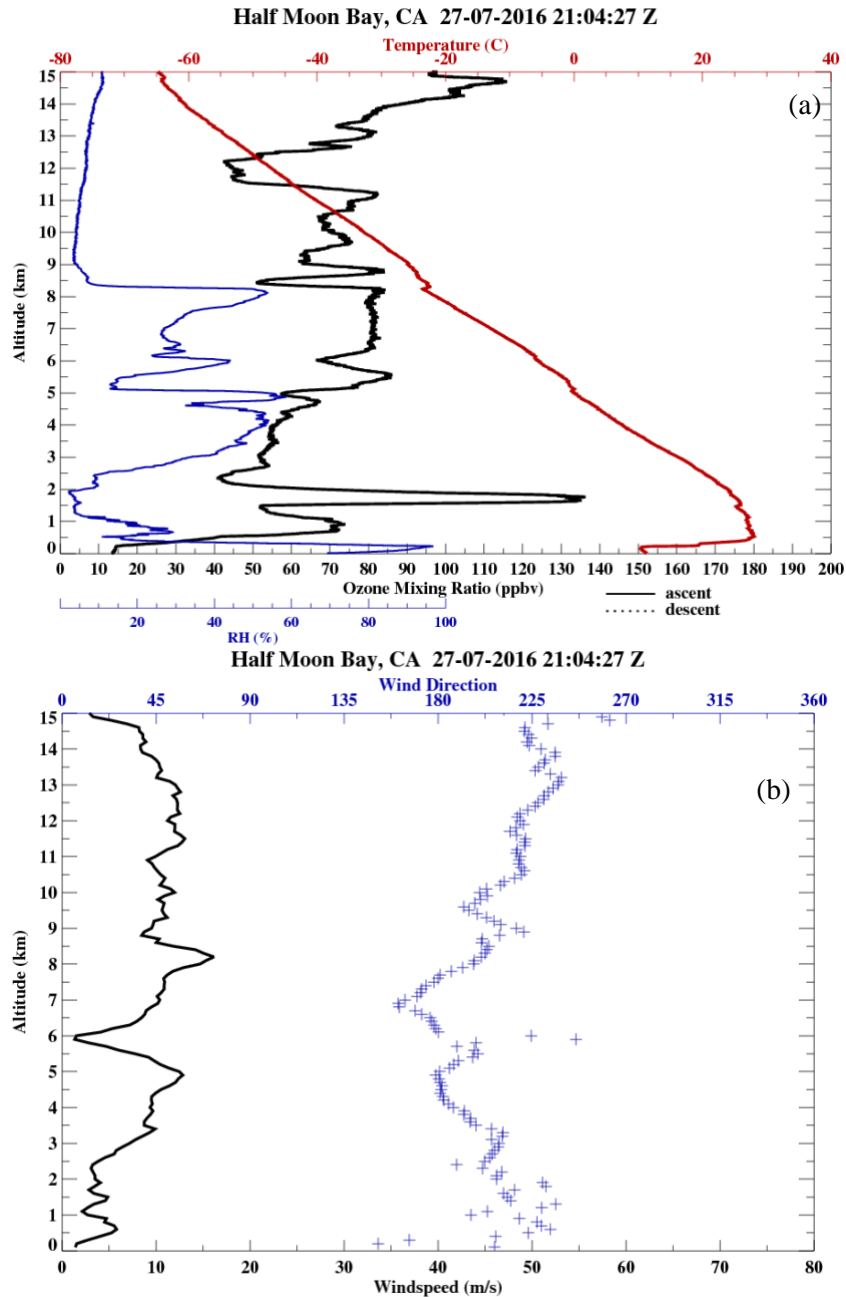 Half Moon Bay, CA 27-07-2016 21:04:27 Z
Temperature (C)
-80 -60 -40 -20 0 20 40
(a)
15
14
13
12
11
10
9
8
7
6
5
4
3
2
1
0
Altitude (km)
0 10 20 30 40 50 60 70 80 90 100 110 120 130 140 150 160 170 180 190 200
Ozone Mixing Ratio (ppbv)
ascent
descent
20 40 60 80 100
RH (%)
Half Moon Bay, CA 27-07-2016 21:04:27 Z
Wind Direction
0 45 90 135 180 225 270 315 360
(b)
15
14
13
12
11
10
9
8
7
6
5
4
3
2
1
0
Altitude (km)
0 10 20 30 40 50 60 70 80
Windspeed (m/s)